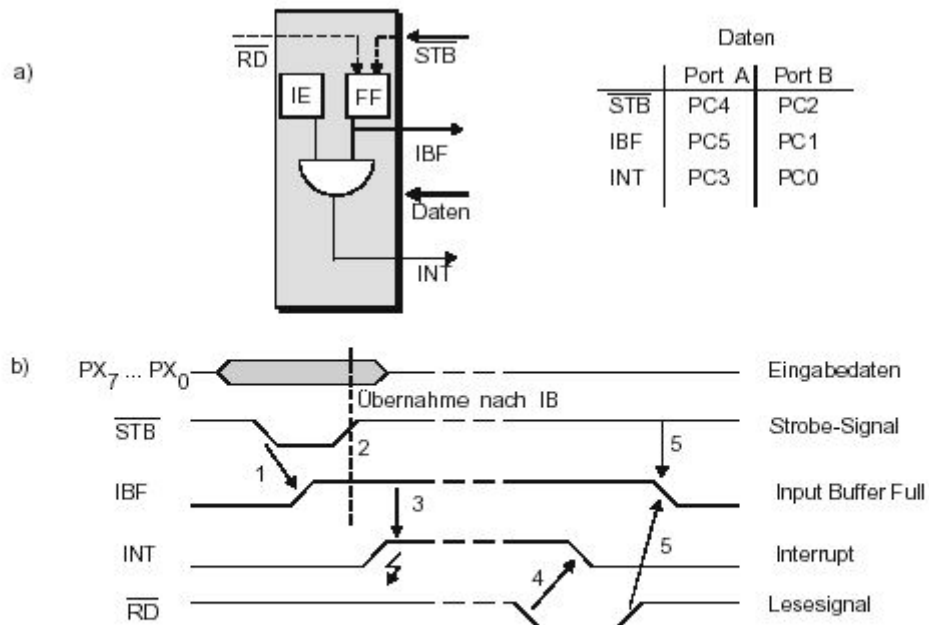 a)
RD
STB
IE
FF
IBF
Daten
INT
Daten
Port A Port B
STB PC4 PC2
IBF PC5 PC1
INT PC3 PC0
b)
PX7 ... PX0
Eingabedaten
Übernahme nach IB
STB
2
5
Strobe-Signal
1
IBF
3
Input Buffer Full
INT
4
5
Interrupt
RD
Lesesignal